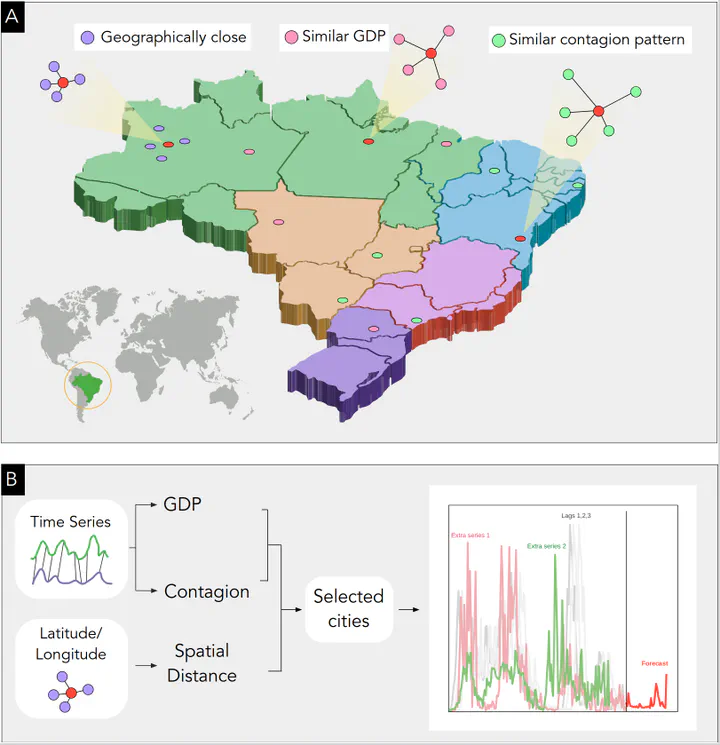 A
Geographically close
Similar GDP
Similar contagion pattern
B
Time Series
GDP
Contagion
Latitude/
Longitude
Spatial
Distance
Selected
cities
Lags 1,2,3
Extra series 1
Extra series 2
Forecast